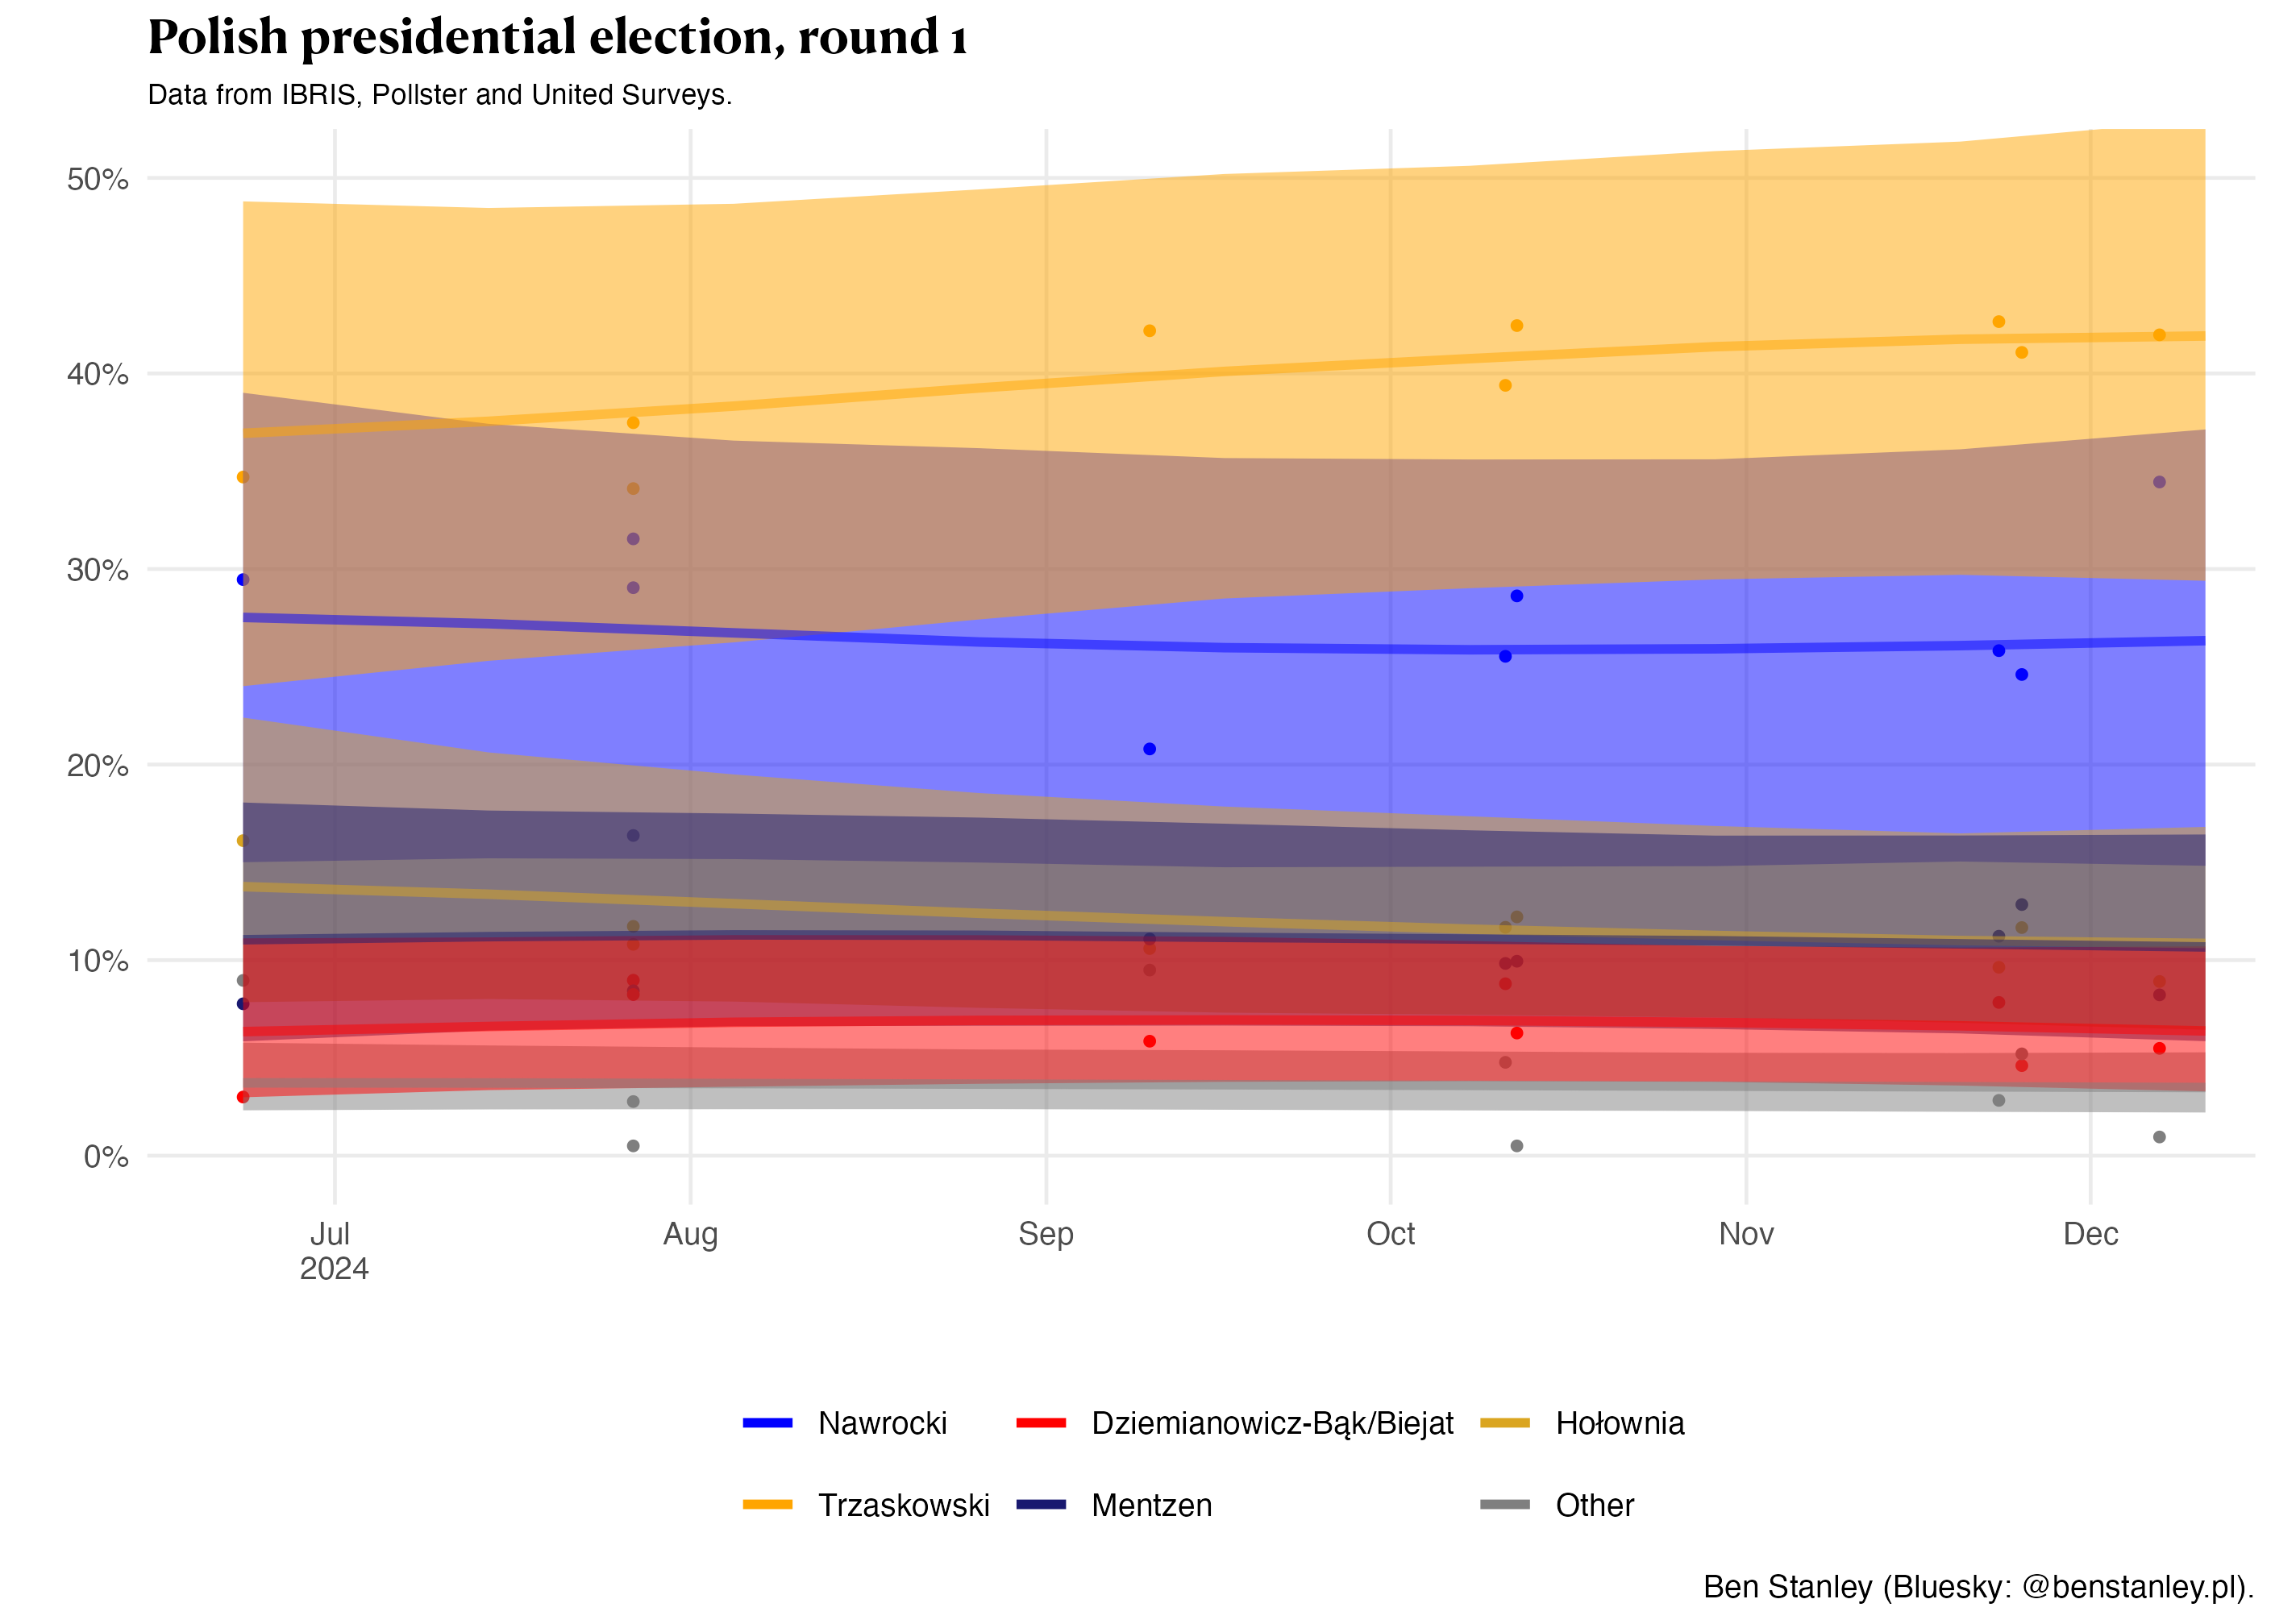 Polish presidential election, round 1
Data from IBRIS, Pollster and United Surveys.
50%
40%
30%
20%
10%
0%
Jul Aug Sep Oct Nov Dec
2024
Nawrocki Dziemianowicz-Bąk/Biejat Hołownia
Trzaskowski Mentzen Other
Ben Stanley (Bluesky: @benstanley.pl).